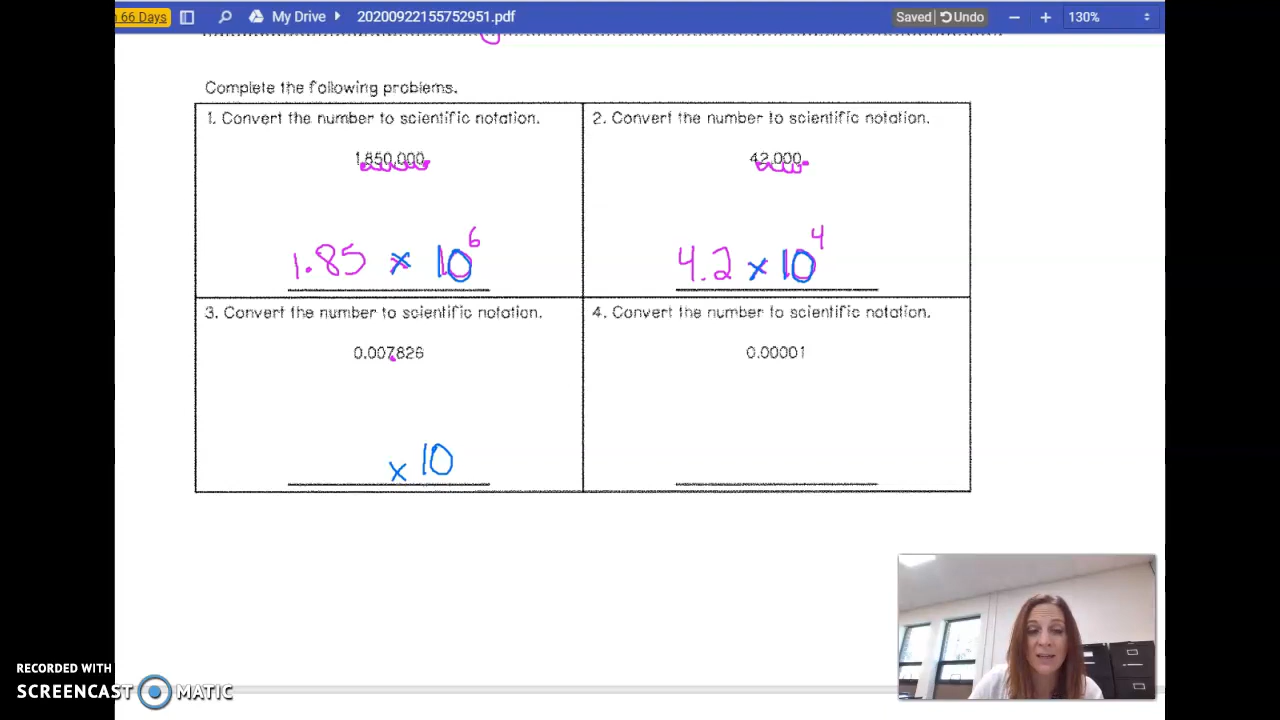 n 66 Days My Drive 20200922155752951.pdf Saved Undo 130%
Complete the following problems.
1. Convert the number to scientific notation.
1,850,000
1.85 x 10^6
2. Convert the number to scientific notation.
42,000
4.2 x 10^4
3. Convert the number to scientific notation.
0.007826
x 10
4. Convert the number to scientific notation.
0.00001
RECORDED WITH
SCREENCAST MATIC